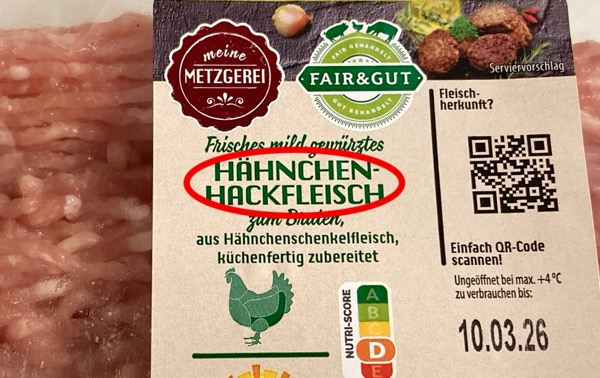 meine
METZGEREI
FAIR GEHANDELT
FAIR&GUT
GUT BEHANDELT
Serviervorschlag
Fleisch-
herkunft?
Frisches mild gewürztes
HÄHNCHEN-
HACKFLEISCH
zum Braten,
aus Hähnchenschenkelfleisch,
küchenfertig zubereitet
Einfach QR-Code
scannen!
Ungeöffnet bei max. +4 °C
zu verbrauchen bis:
10.03.26
NUTRI-SCORE
A
B
C
D
E